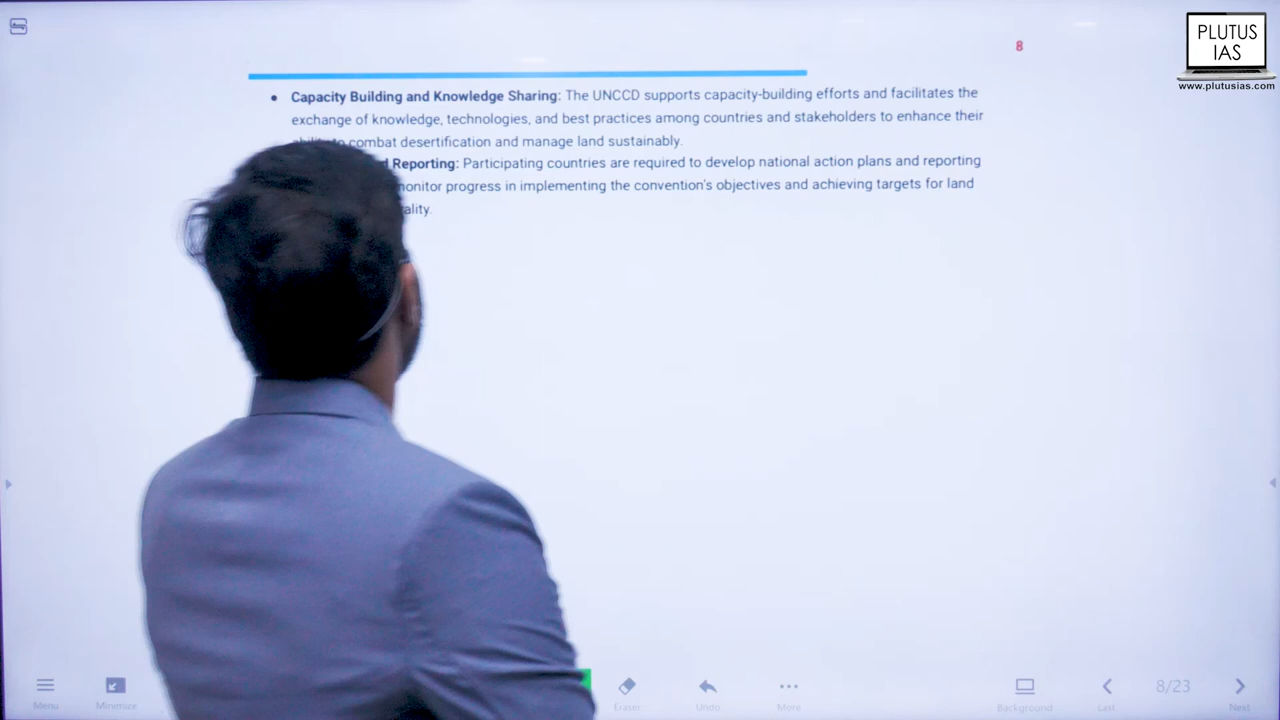 8
PLUTUS
IAS
www.plutusias.com
• Capacity Building and Knowledge Sharing: The UNCCD supports capacity-building efforts and facilitates the
exchange of knowledge, technologies, and best practices among countries and stakeholders to enhance their
combat desertification and manage land sustainably.
Reporting: Participating countries are required to develop national action plans and reporting
monitor progress in implementing the convention's objectives and achieving targets for land
Menu
Minimize
Eraser
Undo
More
Background
Last
8/23
Next